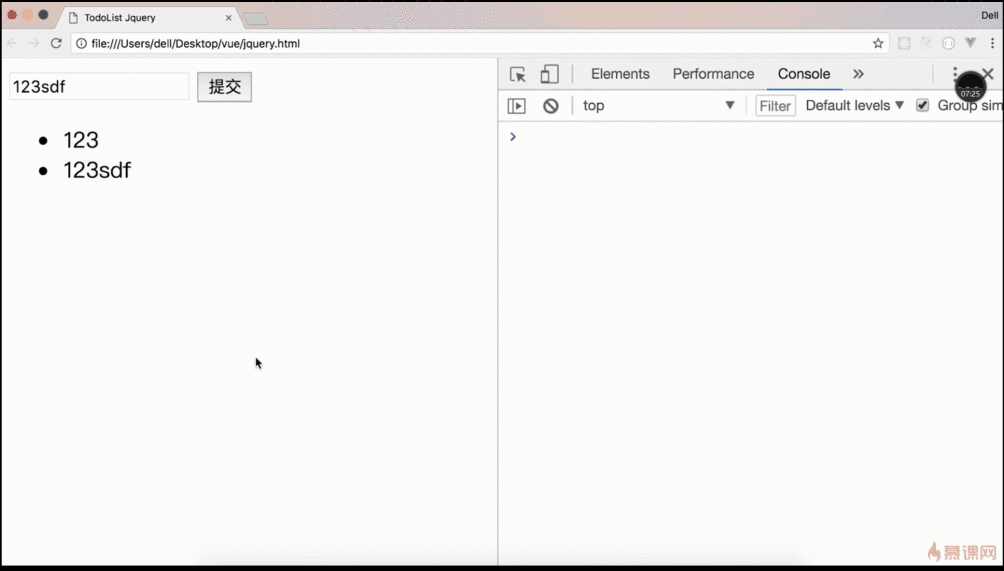 TodoList Jquery
Dell
file:///Users/dell/Desktop/vue/jquery.html
123sdf 提交
123
123sdf
Elements Performance Console
top Filter Default levels Group sim
07:25
慕课网